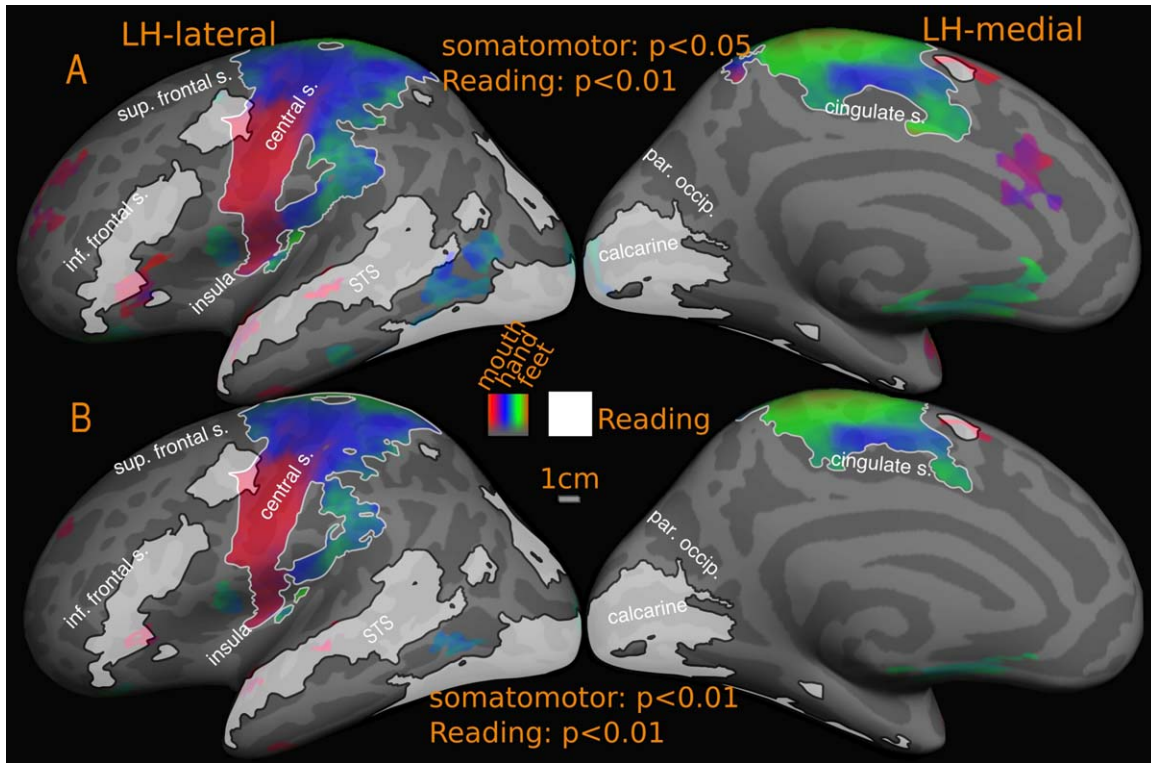 LH-lateral
LH-medial
A
somatomotor: p<0.05
Reading: p<0.01
sup. frontal s.
central s.
inf. frontal s.
insula
STS
cingulate s.
par. occip.
calcarine
mouth
hand
feet
Reading
1cm
B
sup. frontal s.
central s.
inf. frontal s.
insula
STS
cingulate s.
par. occip.
calcarine
somatomotor: p<0.01
Reading: p<0.01